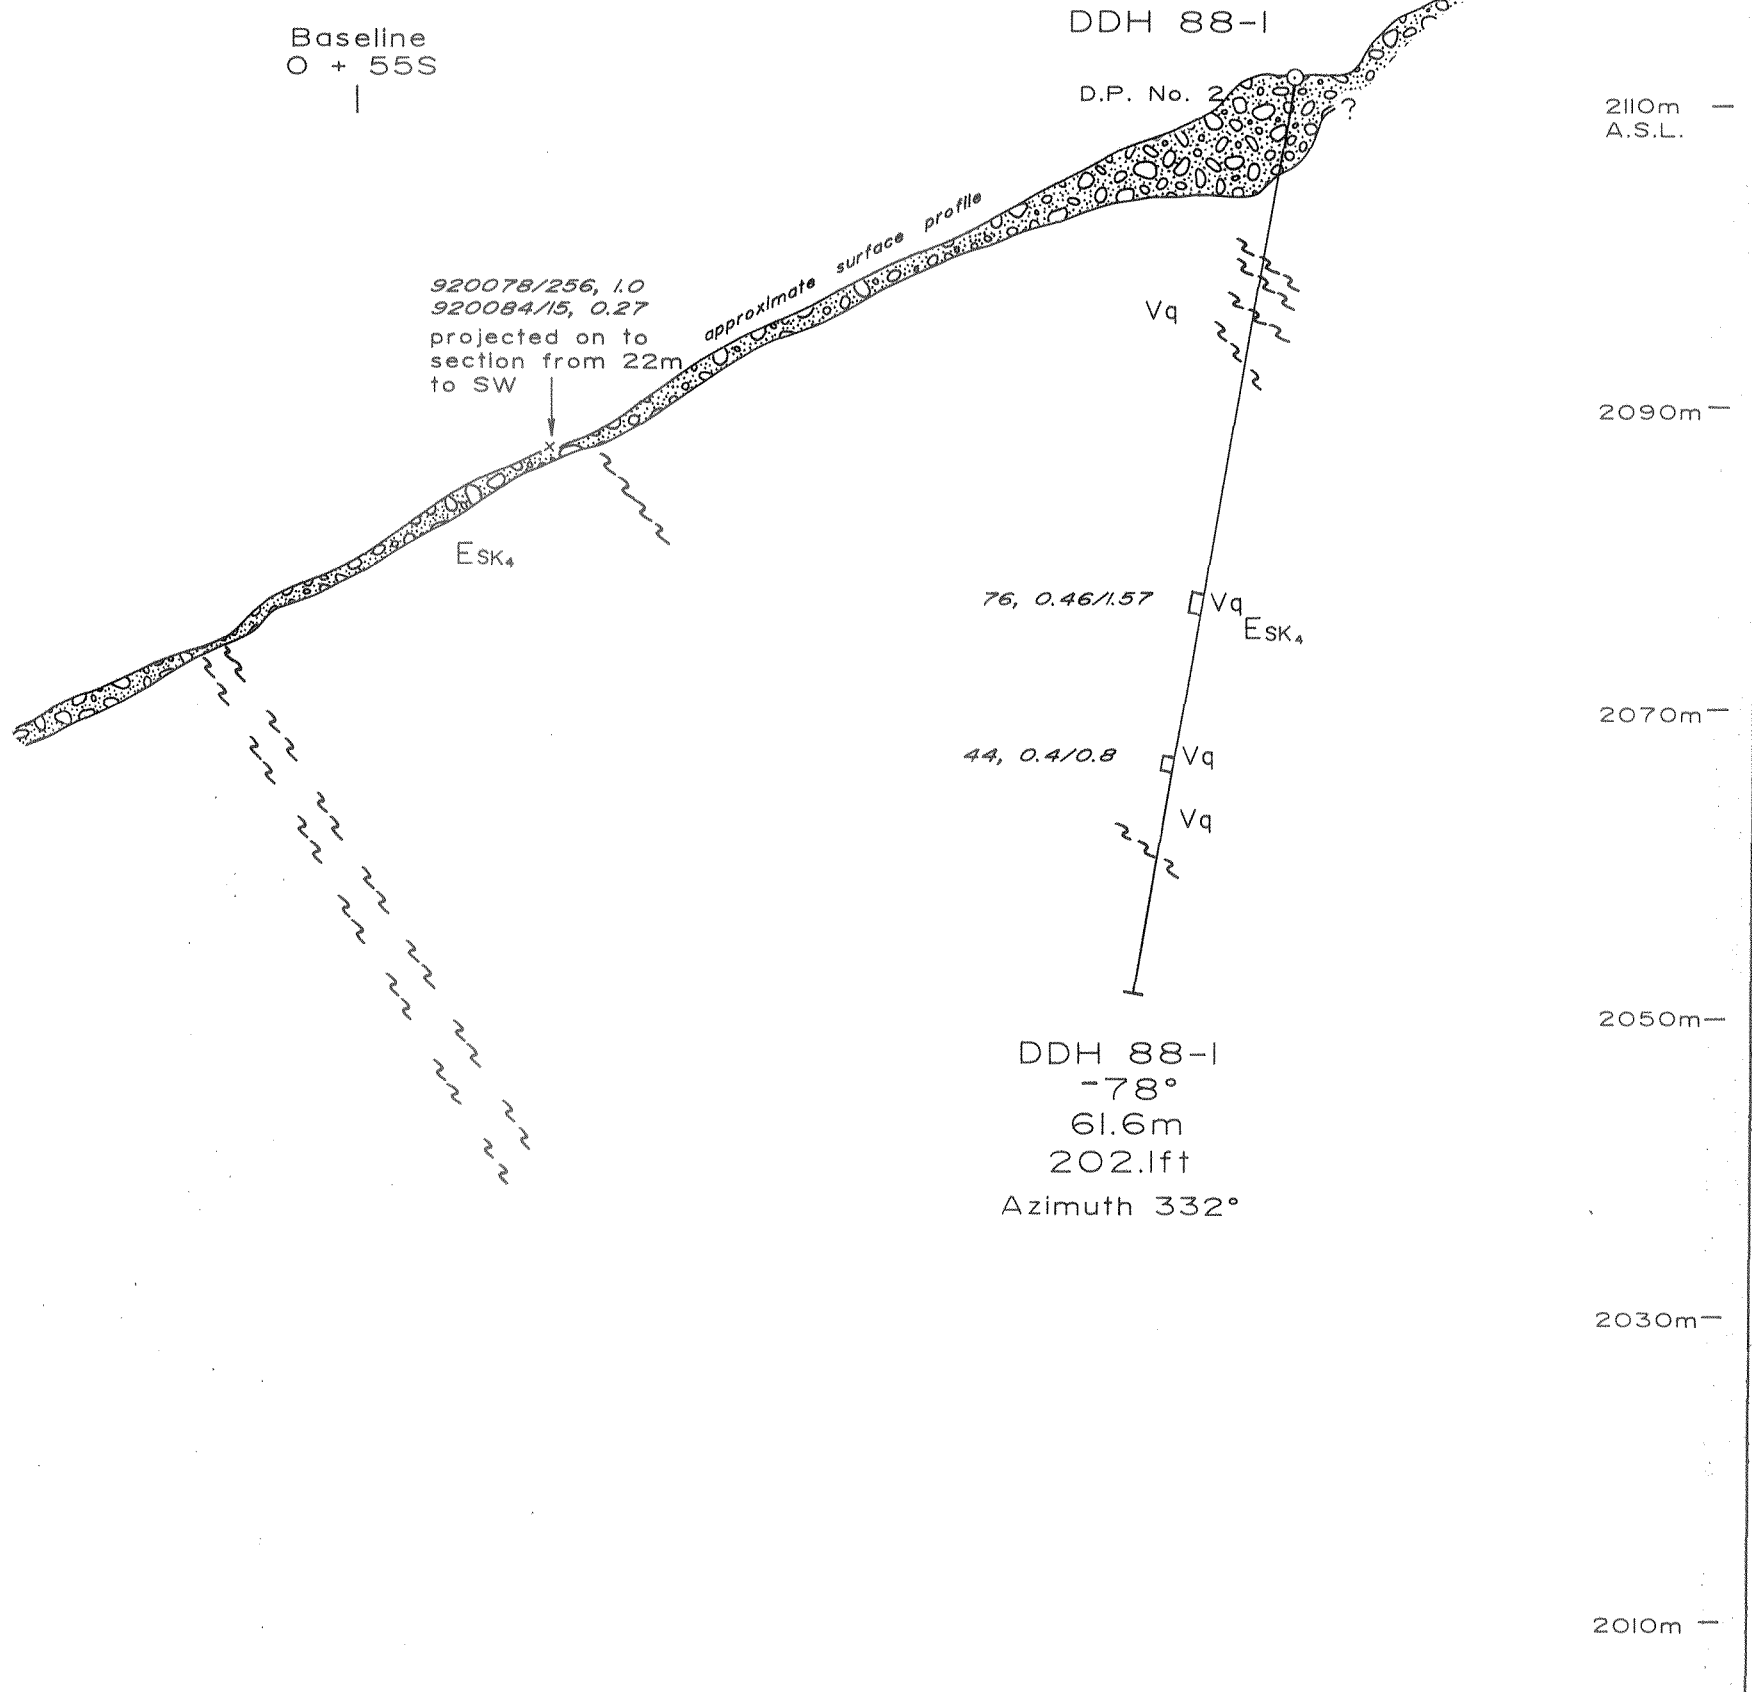 DDH 88-1
Baseline
0 + 55S
D.P. No. 2
?
2110m
A.S.L.
approximate surface profile
920078/256, 1.0
920084/15, 0.27
projected on to
section from 22m
to SW
Vq
2090m
ESK4
76, 0.46/1.57
Vq
ESK4
2070m
44, 0.4/0.8
Vq
Vq
2050m
DDH 88-1
-78°
61.6m
202.1ft
Azimuth 332°
2030m
2010m